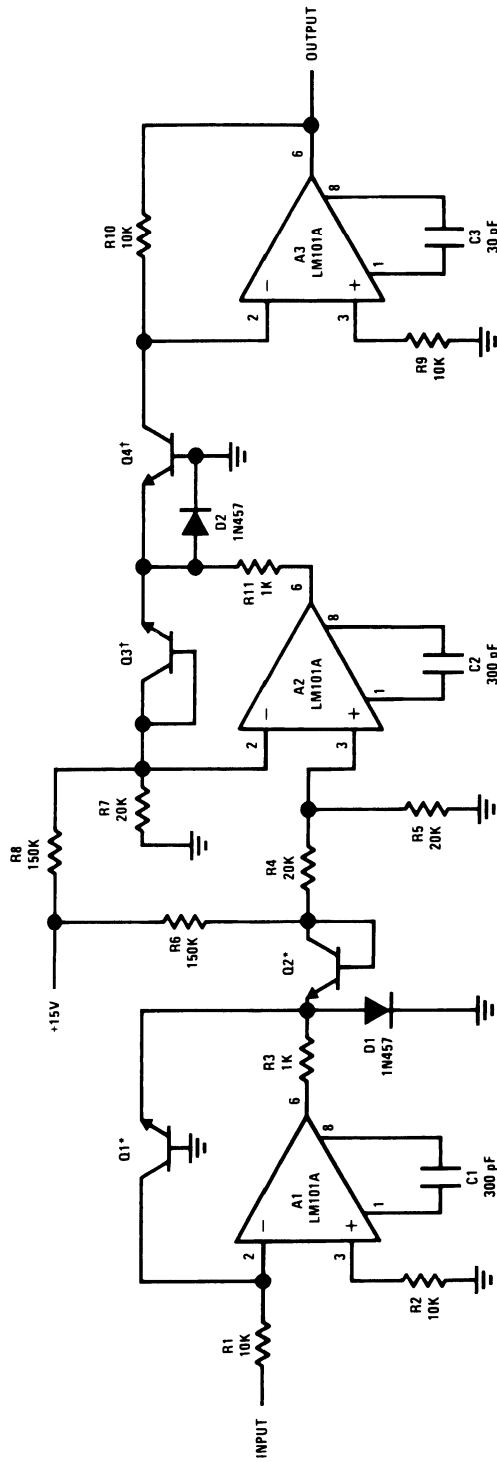 INPUT
R1
10K
Q1*
2
3
A1
LM101A
−
+
6
8
1
R2
10K
C1
300 pF
R3
1K
D1
1N457
+15V
R6
150K
Q2*
R4
20K
R5
20K
R8
150K
R7
20K
Q3†
2
3
A2
LM101A
−
+
6
8
1
C2
300 pF
R11
1K
D2
1N457
Q4†
R10
10K
2
3
A3
LM101A
−
+
6
8
1
R9
10K
C3
30 pF
OUTPUT